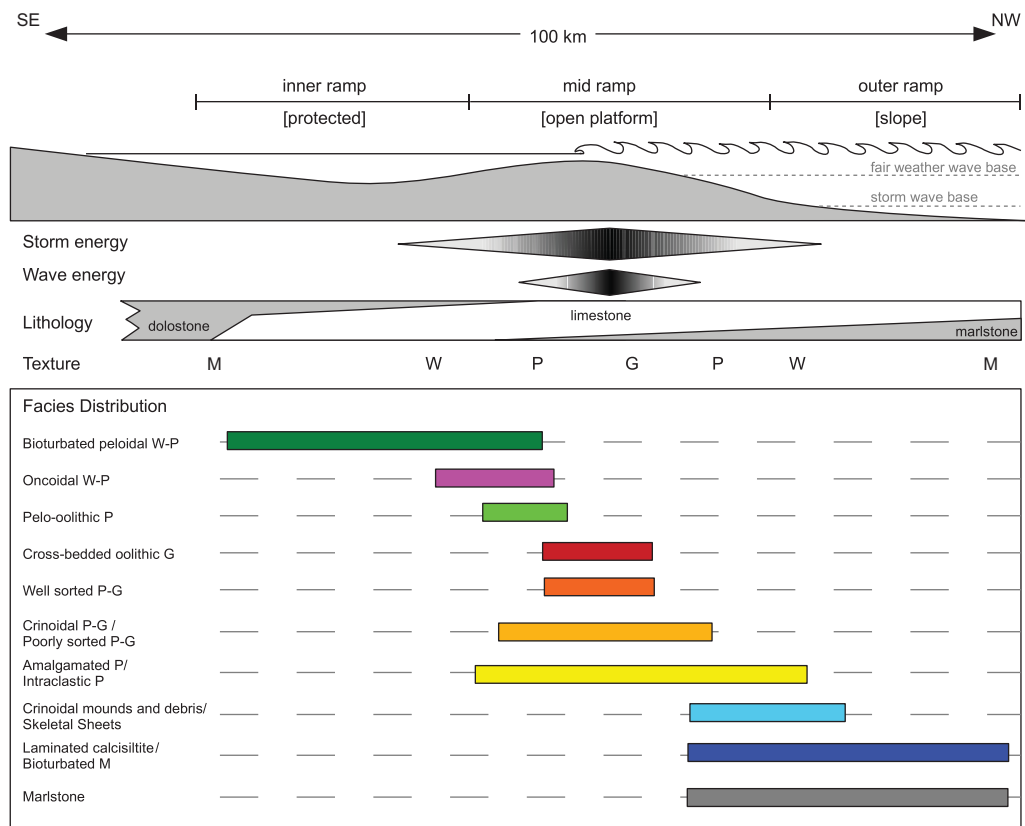 SE
NW
100 km
inner ramp
mid ramp
outer ramp
[protected]
[open platform]
[slope]
fair weather wave base
storm wave base
Storm energy
Wave energy
Lithology
dolostone
limestone
marlstone
Texture
M
W
P
G
P
W
M
Facies Distribution
Bioturbated peloidal W-P
Oncoidal W-P
Pelo-oolithic P
Cross-bedded oolithic G
Well sorted P-G
Crinoidal P-G /
Poorly sorted P-G
Amalgamated P/
Intraclastic P
Crinoidal mounds and debris/
Skeletal Sheets
Laminated calcisiltite/
Bioturbated M
Marlstone